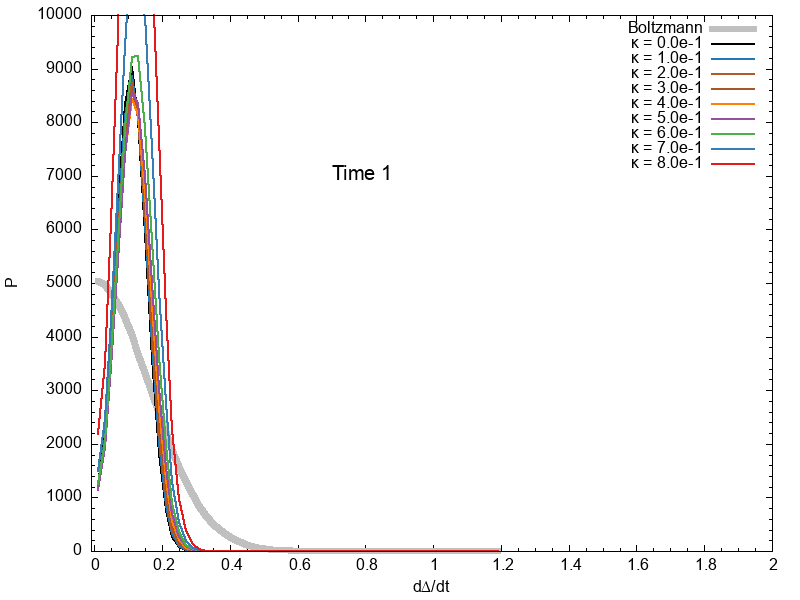 10000
9000
8000
7000
6000
5000
4000
3000
2000
1000
0
P
Boltzmann
κ = 0.0e-1
κ = 1.0e-1
κ = 2.0e-1
κ = 3.0e-1
κ = 4.0e-1
κ = 5.0e-1
κ = 6.0e-1
κ = 7.0e-1
κ = 8.0e-1
Time 1
0 0.2 0.4 0.6 0.8 1 1.2 1.4 1.6 1.8 2
dΔ/dt